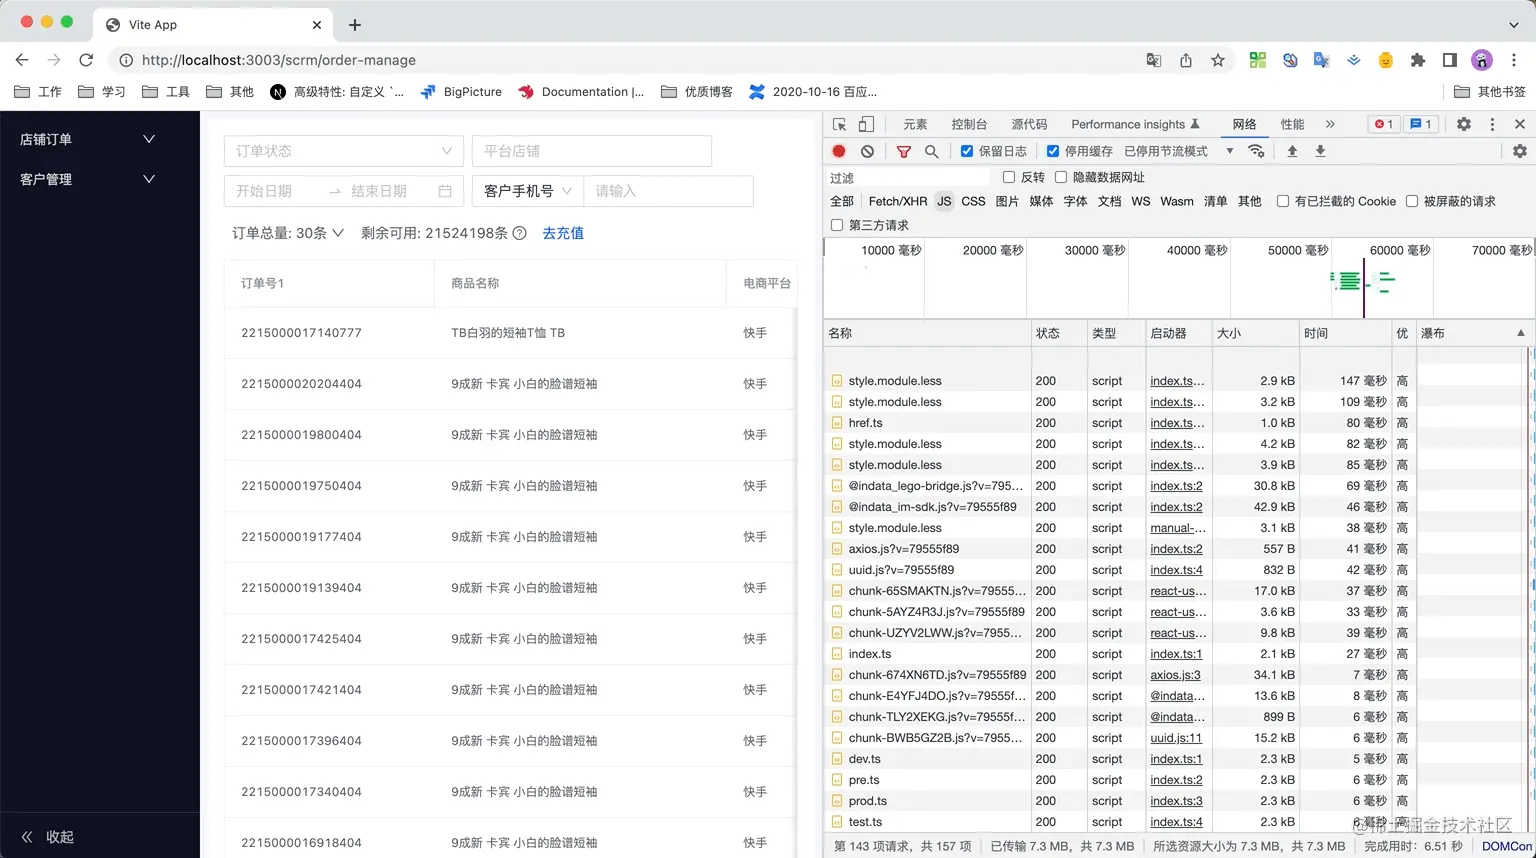 Vite App
http://localhost:3003/scrm/order-manage
工作 学习 工具 其他 高级特性: 自定义 `... BigPicture Documentation |... 优质博客 2020-10-16 百应... 其他书签
店铺订单
客户管理
收起
订单状态 平台店铺
开始日期 → 结束日期 客户手机号 请输入
订单总量: 30条 剩余可用: 21524198条 去充值
订单号1 商品名称 电商平台
2215000017140777 TB白羽的短袖T恤 TB 快手
2215000020204404 9成新 卡宾 小白的脸谱短袖 快手
2215000019800404 9成新 卡宾 小白的脸谱短袖 快手
2215000019750404 9成新 卡宾 小白的脸谱短袖 快手
2215000019177404 9成新 卡宾 小白的脸谱短袖 快手
2215000019139404 9成新 卡宾 小白的脸谱短袖 快手
2215000017425404 9成新 卡宾 小白的脸谱短袖 快手
2215000017421404 9成新 卡宾 小白的脸谱短袖 快手
2215000017396404 9成新 卡宾 小白的脸谱短袖 快手
2215000017340404 9成新 卡宾 小白的脸谱短袖 快手
2215000016918404 9成新 卡宾 小白的脸谱短袖 快手
元素 控制台 源代码 Performance insights 网络 性能 » 1 1
保留日志 停用缓存 已停用节流模式
过滤 反转 隐藏数据网址
全部 Fetch/XHR JS CSS 图片 媒体 字体 文档 WS Wasm 清单 其他 有已拦截的 Cookie 被屏蔽的请求
第三方请求
10000 毫秒 20000 毫秒 30000 毫秒 40000 毫秒 50000 毫秒 60000 毫秒 70000 毫秒
名称 状态 类型 启动器 大小 时间 优 瀑布
style.module.less 200 script index.ts... 2.9 kB 147 毫秒 高
style.module.less 200 script index.ts... 3.2 kB 109 毫秒 高
href.ts 200 script index.ts... 1.0 kB 80 毫秒 高
style.module.less 200 script index.ts... 4.2 kB 82 毫秒 高
style.module.less 200 script index.ts... 3.9 kB 85 毫秒 高
@indata_lego-bridge.js?v=795... 200 script index.ts:2 30.8 kB 69 毫秒 高
@indata_im-sdk.js?v=79555f89 200 script index.ts:2 42.9 kB 46 毫秒 高
style.module.less 200 script manual-... 3.1 kB 38 毫秒 高
axios.js?v=79555f89 200 script index.ts:2 557 B 41 毫秒 高
uuid.js?v=79555f89 200 script index.ts:4 832 B 42 毫秒 高
chunk-65SMAKTN.js?v=79555... 200 script react-us... 17.0 kB 37 毫秒 高
chunk-5AYZ4R3J.js?v=79555f89 200 script react-us... 3.6 kB 33 毫秒 高
chunk-UZYV2LWW.js?v=7955... 200 script react-us... 9.8 kB 39 毫秒 高
index.ts 200 script index.ts:1 2.1 kB 27 毫秒 高
chunk-674XN6TD.js?v=79555f89 200 script axios.js:3 34.1 kB 7 毫秒 高
chunk-E4YFJ4DO.js?v=79555f... 200 script @indata... 13.6 kB 8 毫秒 高
chunk-TLY2XEKG.js?v=79555f... 200 script @indata... 899 B 6 毫秒 高
chunk-BWB5GZ2B.js?v=7955... 200 script uuid.js:11 15.2 kB 6 毫秒 高
dev.ts 200 script index.ts:1 2.3 kB 5 毫秒 高
pre.ts 200 script index.ts:2 2.3 kB 6 毫秒 高
prod.ts 200 script index.ts:3 2.3 kB 6 毫秒 高
test.ts 200 script index.ts:4 2.3 kB 6 毫秒 高
@稀土掘金技术社区
第 143 项请求，共 157 项 已传输 7.3 MB，共 7.3 MB 所选资源大小为 7.3 MB，共 7.3 MB 完成用时：6.51 秒 DOMCon